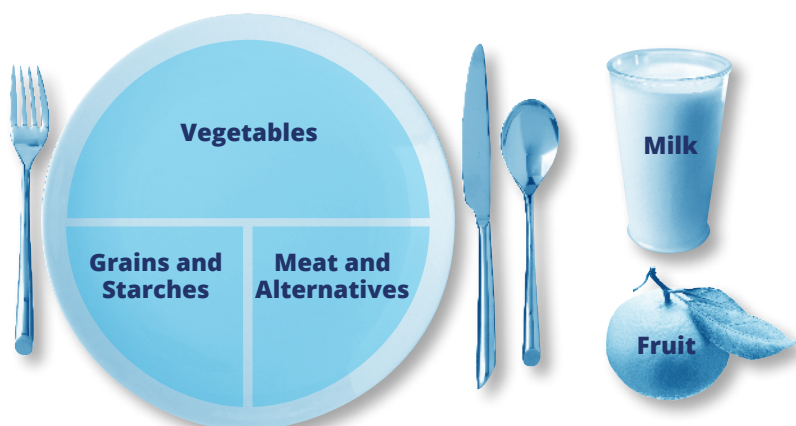 Vegetables
Grains and
Starches
Meat and
Alternatives
Milk
Fruit